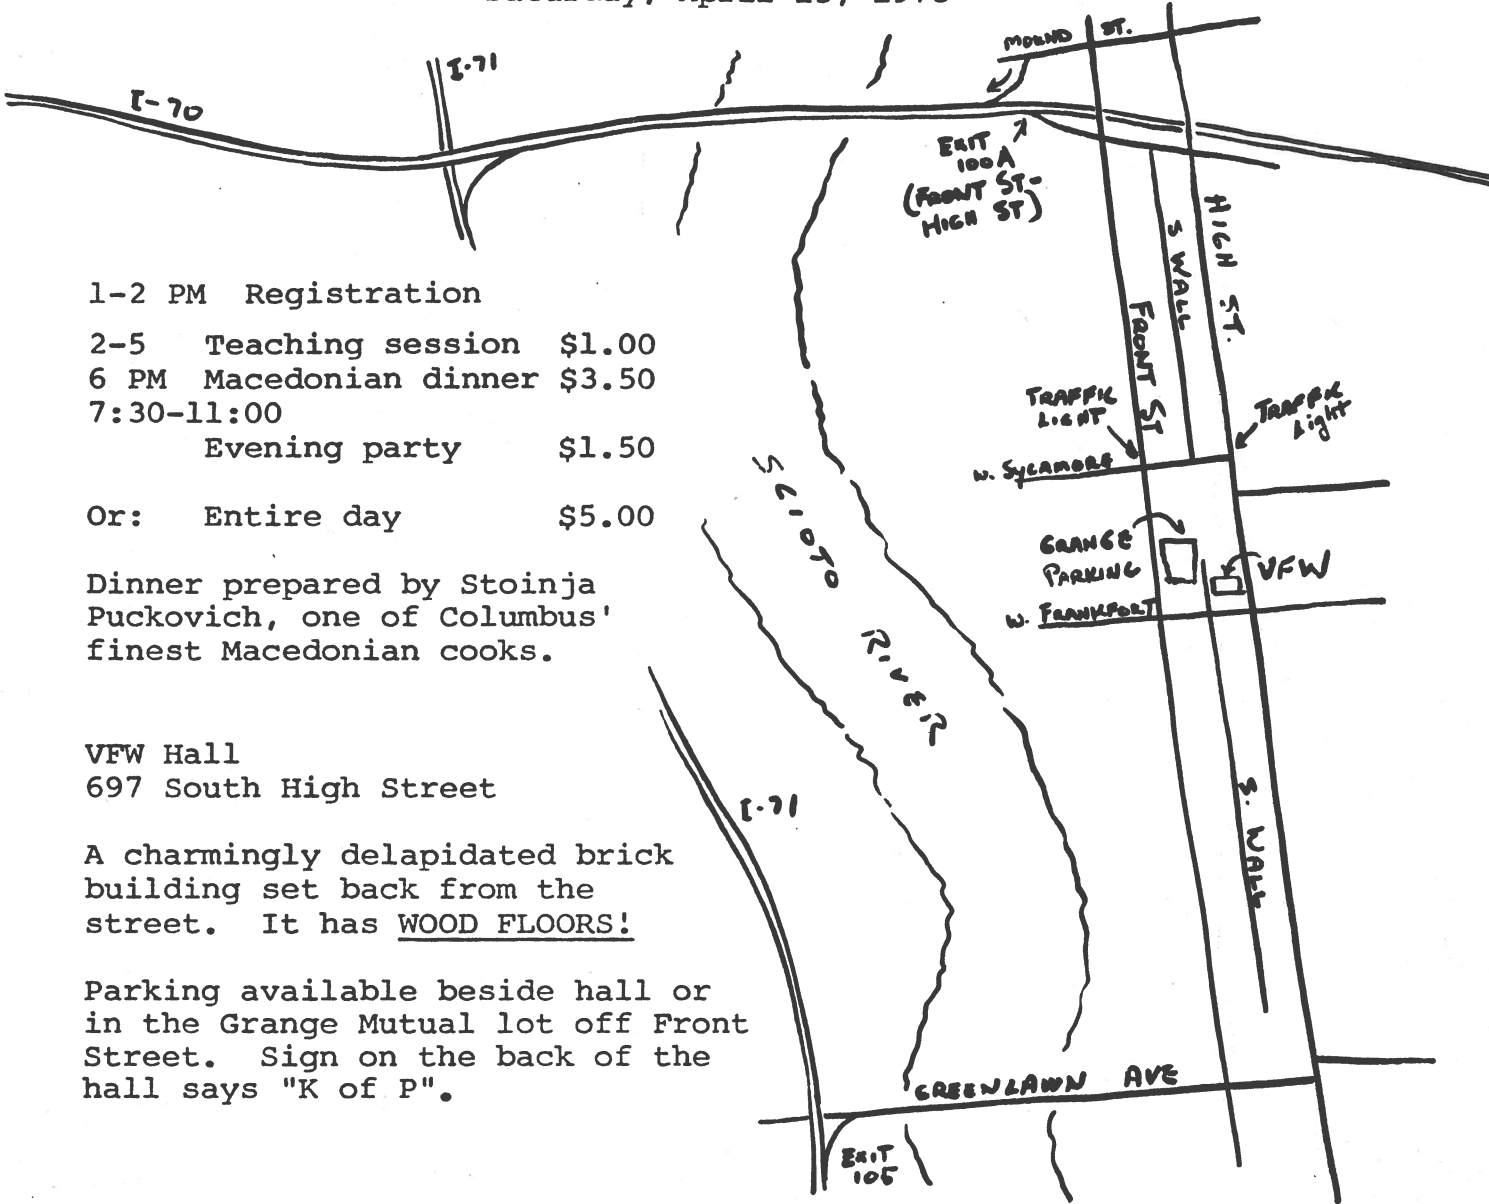 MOUND ST.
I-71
I-70
EXIT
100A
(FRONT ST-
HIGH ST)
HIGH ST.
S WALL
FRONT ST
1-2 PM Registration
2-5 Teaching session $1.00
6 PM Macedonian dinner $3.50
7:30-11:00
Evening party $1.50
Or: Entire day $5.00
TRAFFIC
LIGHT
TRAFFIC
Light
W. SYCAMORE
SCIOTO RIVER
GRANGE
PARKING
VFW
W. FRANKFORT
Dinner prepared by Stoinja
Puckovich, one of Columbus'
finest Macedonian cooks.
VFW Hall
697 South High Street
I-71
S. WALL
A charmingly delapidated brick
building set back from the
street. It has WOOD FLOORS!
Parking available beside hall or
in the Grange Mutual lot off Front
Street. Sign on the back of the
hall says "K of P".
GREENLAWN AVE
EXIT
105